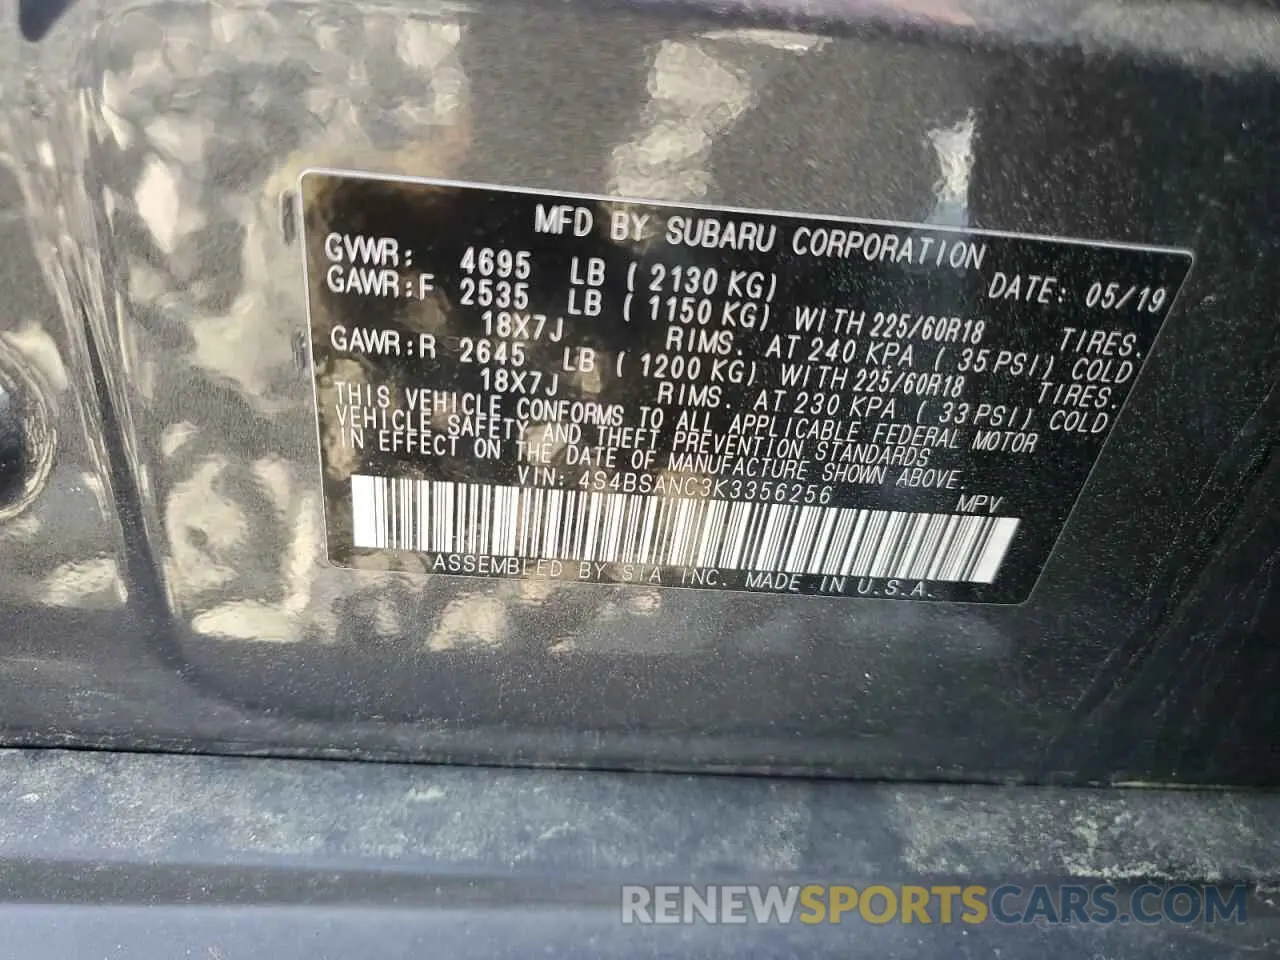 MFD BY SUBARU CORPORATION
GVWR: 4695 LB (2130 KG) DATE: 05/19
GAWR:F 2535 LB (1150 KG) WITH 225/60R18 TIRES.
18X7J RIMS. AT 240 KPA (35 PSI) COLD
GAWR:R 2645 LB (1200 KG) WITH 225/60R18 TIRES.
18X7J RIMS. AT 230 KPA (33 PSI) COLD
THIS VEHICLE CONFORMS TO ALL APPLICABLE FEDERAL MOTOR
VEHICLE SAFETY AND THEFT PREVENTION STANDARDS
IN EFFECT ON THE DATE OF MANUFACTURE SHOWN ABOVE.
VIN: 4S4BSANC3K3356256 MPV
ASSEMBLED BY SIA INC. MADE IN U.S.A.
RENEWSPORTSCARS.COM